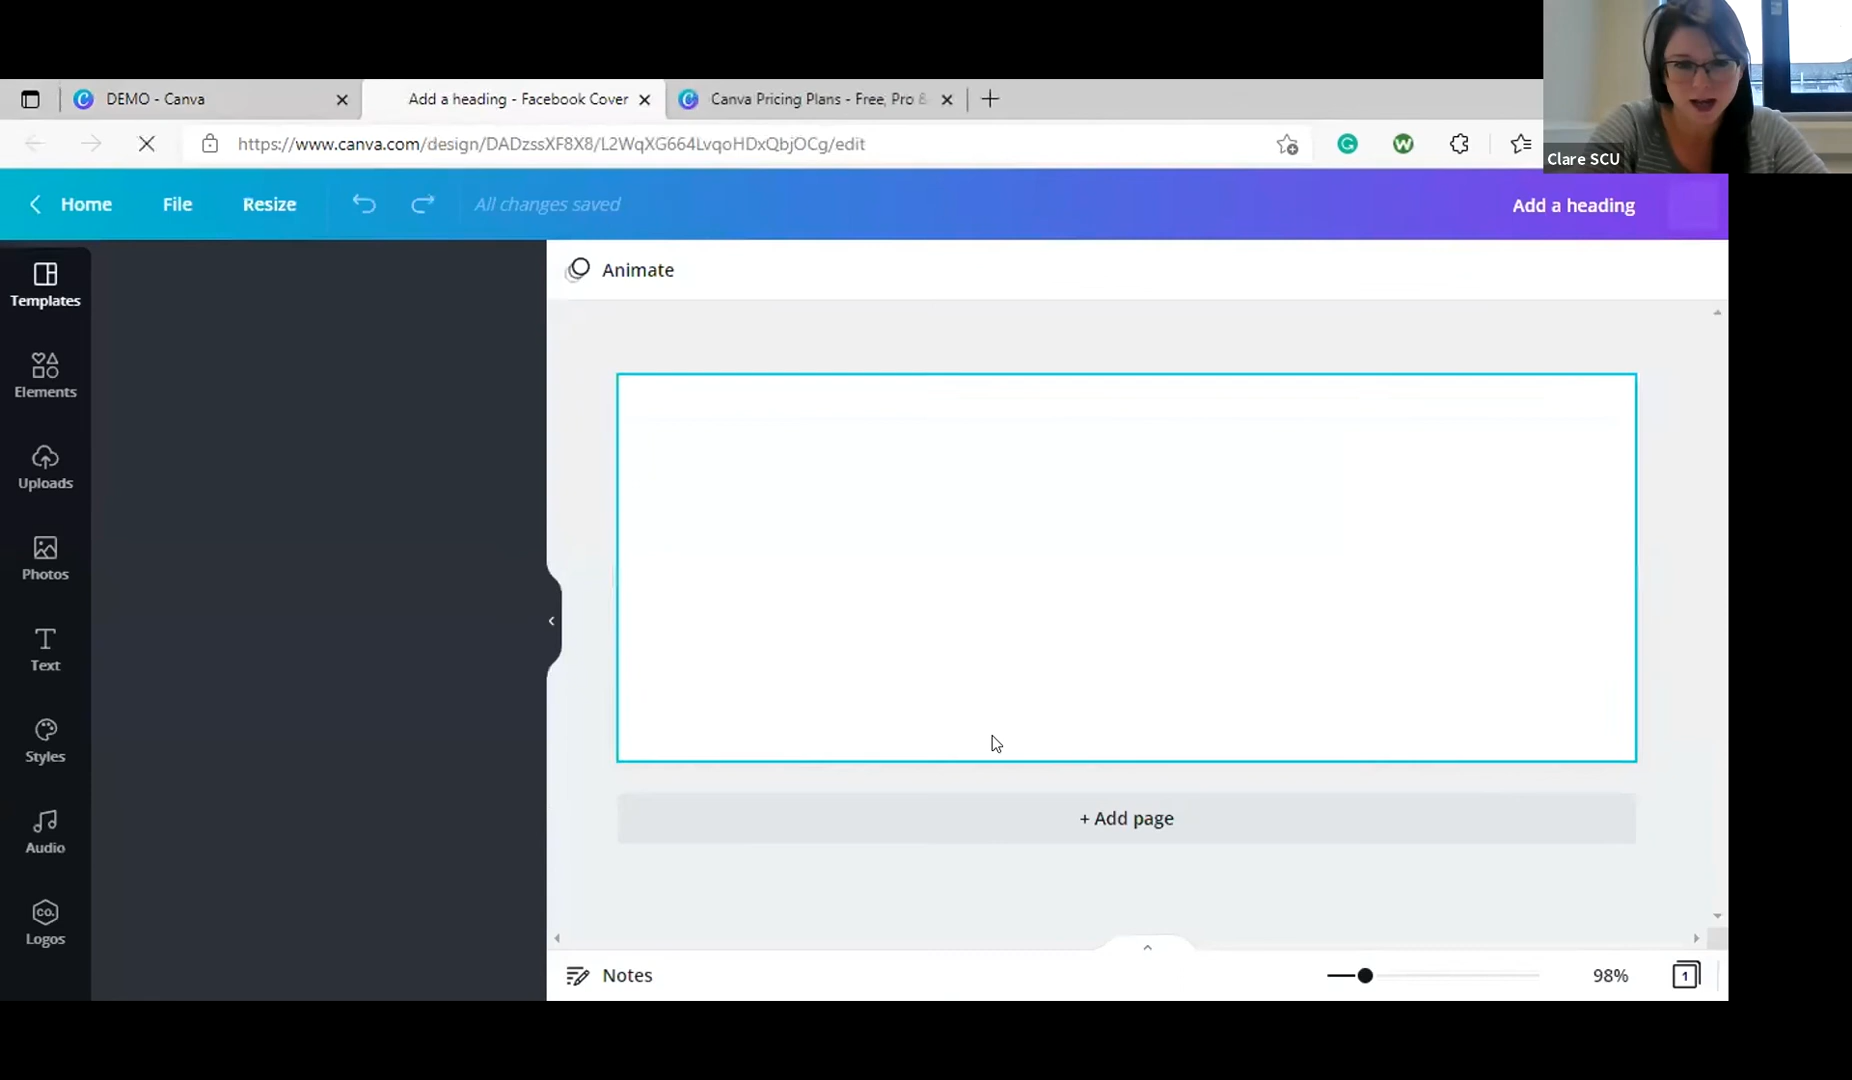 DEMO - Canva
Add a heading - Facebook Cover
Canva Pricing Plans - Free, Pro &
https://www.canva.com/design/DADzssXF8X8/L2WqXG664LvqoHDxQbjOCg/edit
Clare SCU
Home
File
Resize
All changes saved
Add a heading
Templates
Elements
Uploads
Photos
Text
Styles
Audio
CO.
Logos
Animate
+ Add page
Notes
98%
1